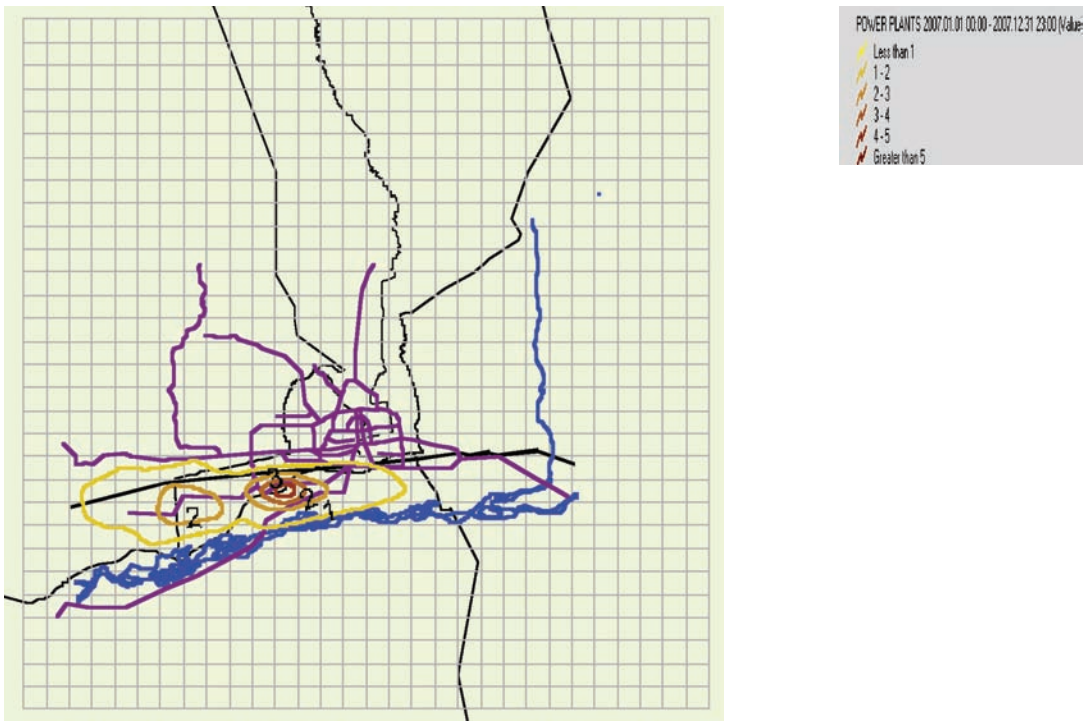 POWER PLANTS 2007.01.01 00:00 - 2007.12.31 23:00 (Value
Less than 1
1 - 2
2 - 3
3 - 4
4 - 5
Greater than 5
3
2
2
1